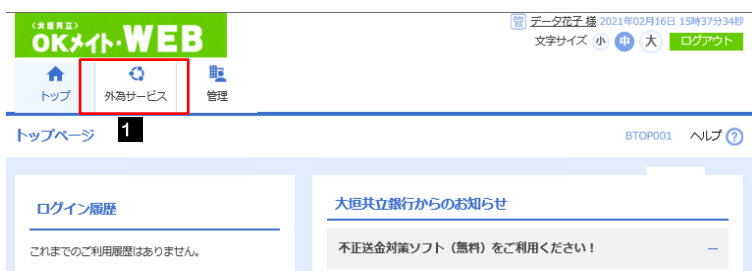 〈大垣共立〉
OKメイト・WEB
管 データ花子 様 2021年02月16日 15時37分34秒
文字サイズ 小 中 大 ログアウト
トップ 外為サービス 管理
1
トップページ
BTOP001 ヘルプ ?
ログイン履歴
これまでのご利用履歴はありません。
大垣共立銀行からのお知らせ
不正送金対策ソフト（無料）をご利用ください！ －